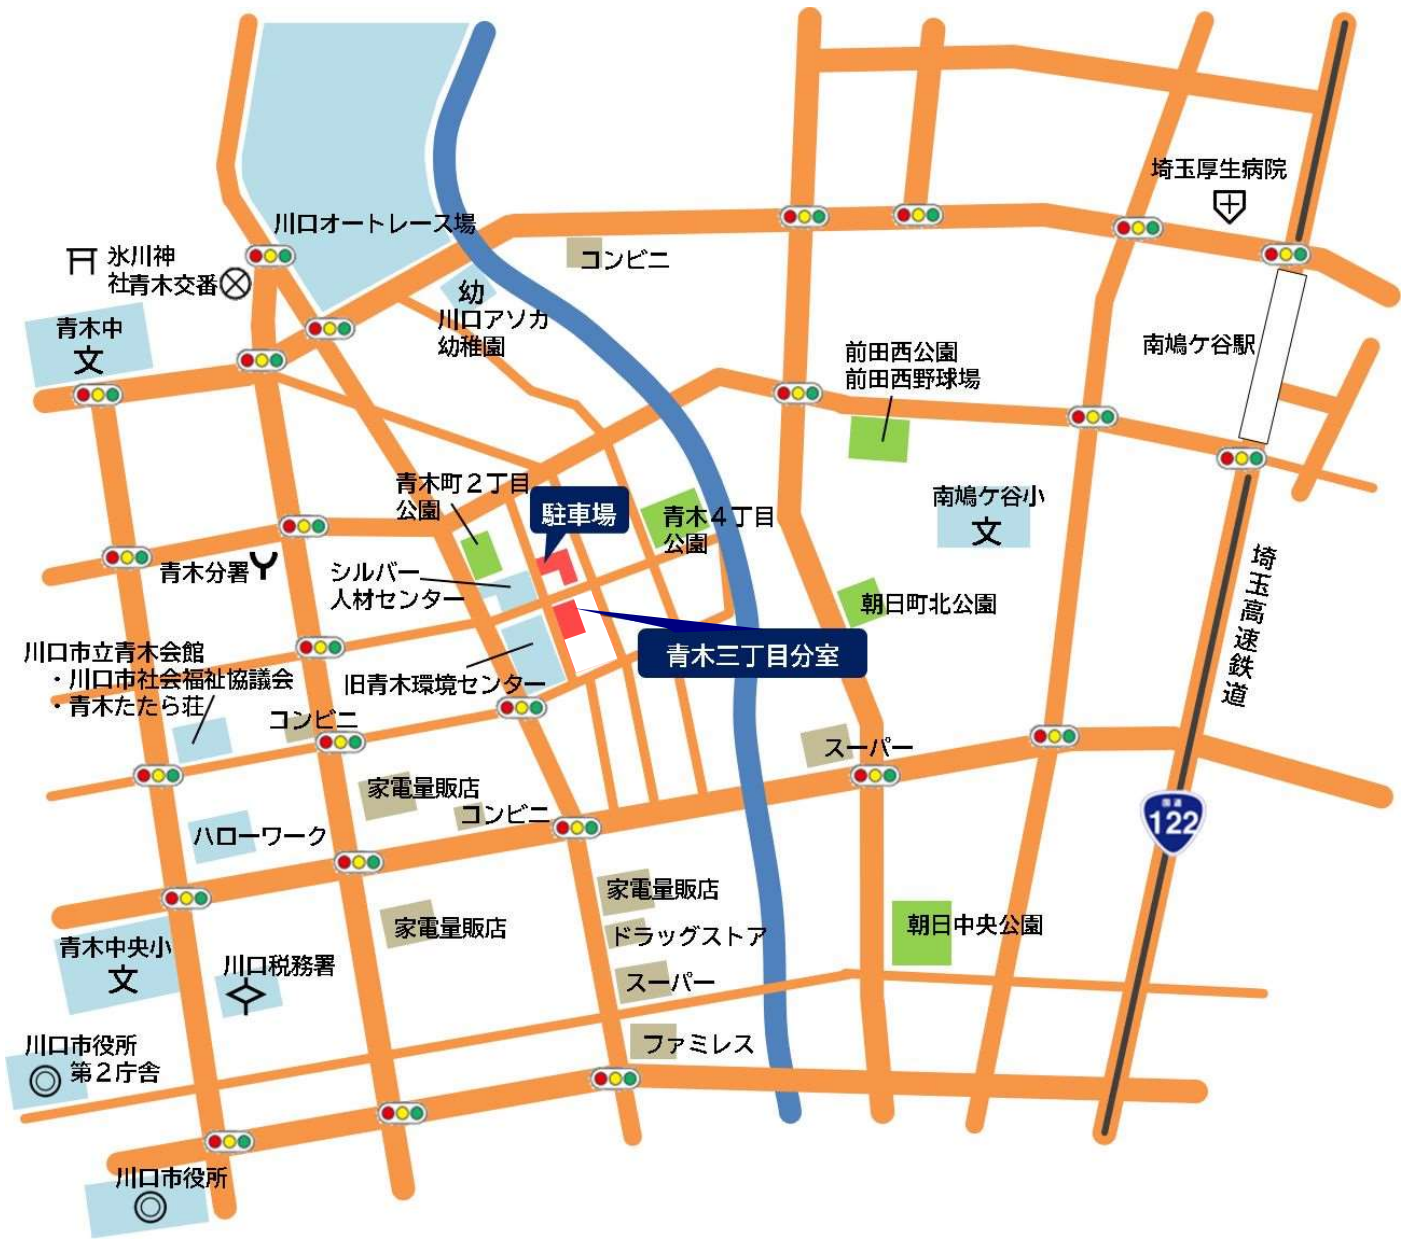 埼玉厚生病院
川口オートレース場
氷川神
社青木交番
コンビニ
幼
川口アソカ
幼稚園
青木中
文
南鳩ケ谷駅
前田西公園
前田西野球場
青木町２丁目
公園
駐車場
青木４丁目
公園
南鳩ケ谷小
文
青木分署
シルバー
人材センター
埼玉高速鉄道
朝日町北公園
青木三丁目分室
川口市立青木会館
・川口市社会福祉協議会
・青木たたら荘
旧青木環境センター
コンビニ
スーパー
家電量販店
コンビニ
国道
122
ハローワーク
家電量販店
家電量販店
ドラッグストア
朝日中央公園
青木中央小
文
川口税務署
スーパー
ファミレス
川口市役所
第２庁舎
川口市役所